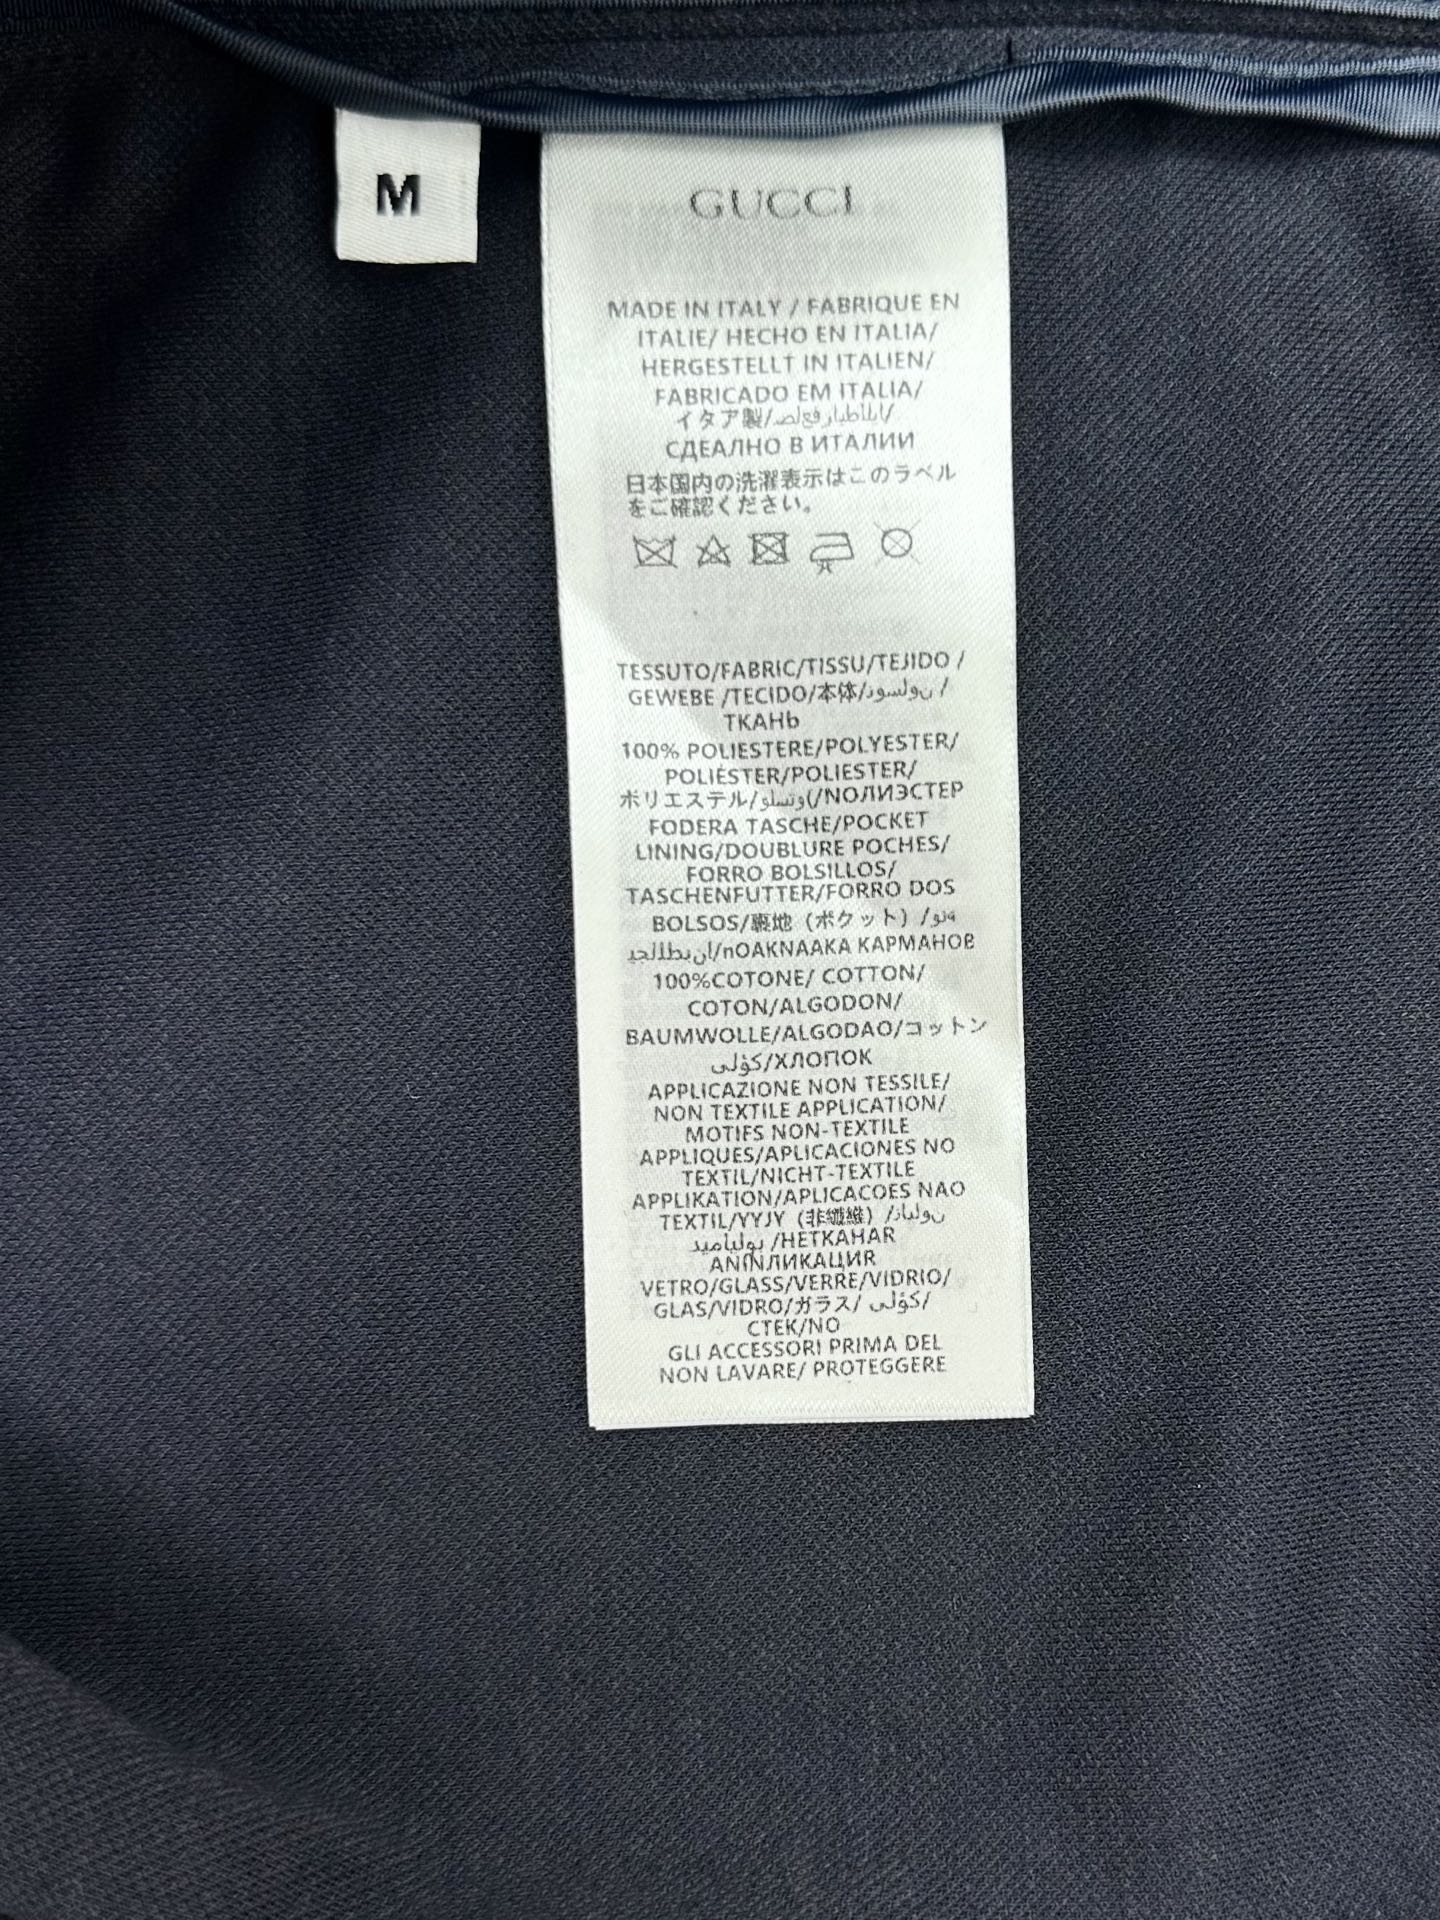 M
GUCCI
MADE IN ITALY / FABRIQUE EN
ITALIE/ HECHO EN ITALIA/
HERGESTELLT IN ITALIEN/
FABRICADO EM ITALIA/
イタア製/
СДЕАЛНО В ИТАЛИИ
日本国内の洗濯表示はこのラベル
をご確認ください。
TESSUTO/FABRIC/TISSU/TEJIDO /
GEWEBE /TECIDO/本体/ /
TKAHb
100% POLIESTERE/POLYESTER/
POLIÉSTER/POLIESTER/
ポリエステル/ /NОЛИЭСТЕР
FODERA TASCHE/POCKET
LINING/DOUBLURE POCHES/
FORRO BOLSILLOS/
TASCHENFUTTER/FORRO DOS
BOLSOS/裏地 (ポケット) /
/nOAKNAAKA КАРМАНОВ
100%COTONE/ COTTON/
COTON/ALGODON/
BAUMWOLLE/ALGODAO/コットン
/ХЛОПОК
APPLICAZIONE NON TESSILE/
NON TEXTILE APPLICATION/
MOTIFS NON-TEXTILE
APPLIQUES/APLICACIONES NO
TEXTIL/NICHT-TEXTILE
APPLIKATION/APLICACOES NAO
TEXTIL/YYJY (非繊維) /
/НЕТКАНАR
ANINЛИКАЦИЯ
VETRO/GLASS/VERRE/VIDRIO/
GLAS/VIDRO/ガラス/ /
CTEK/NO
GLI ACCESSORI PRIMA DEL
NON LAVARE/ PROTEGGERE